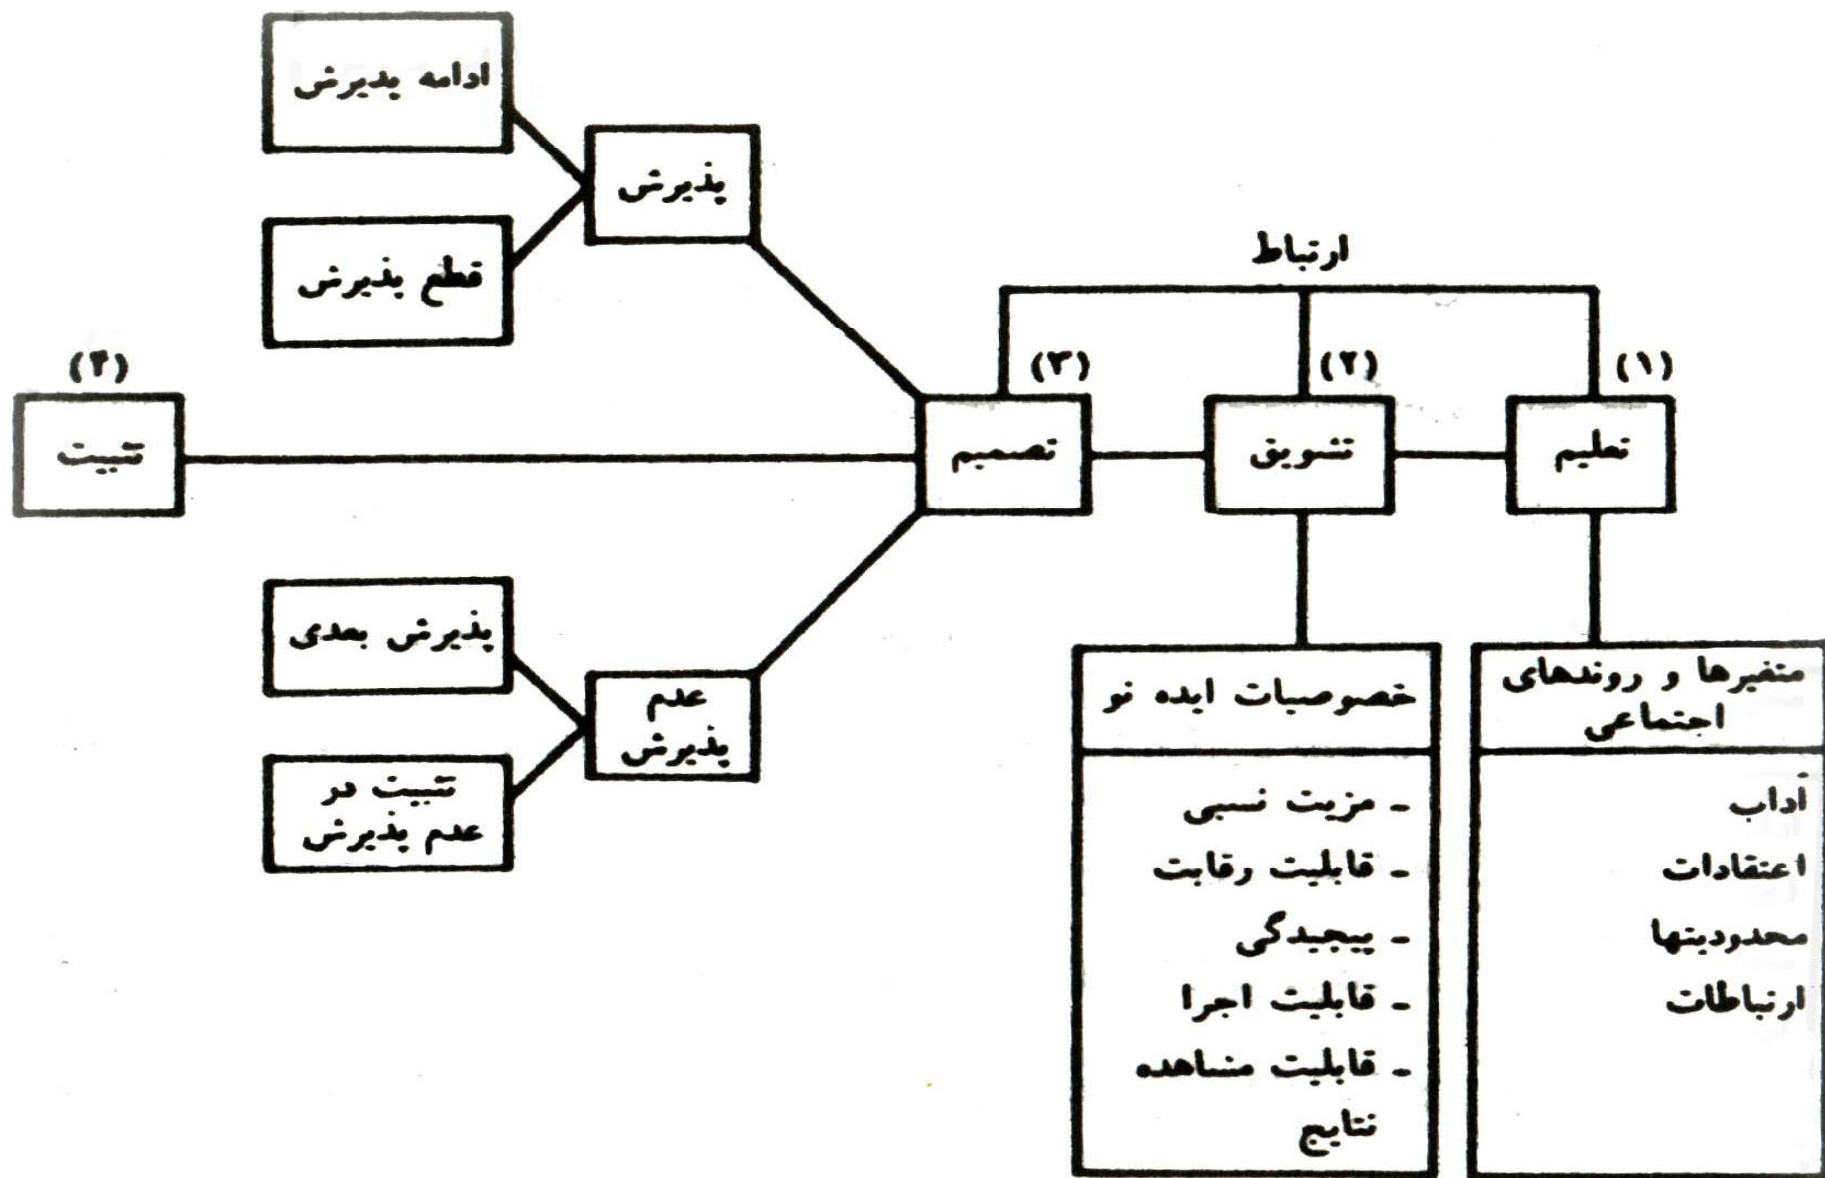 ارتباط
(۱)
تعلیم
(۲)
تشویق
(۳)
تصمیم
(۴)
تثبیت
پذیرش
ادامه پذیرش
قطع پذیرش
عدم
پذیرش
پذیرش بعدی
تثبیت در
عدم پذیرش
متغیرها و روندهای
اجتماعی
آداب
اعتقادات
محدودیتها
ارتباطات
خصوصیات ایده نو
- مزیت نسبی
- قابلیت رقابت
- پیچیدگی
- قابلیت اجرا
- قابلیت مشاهده
نتایج